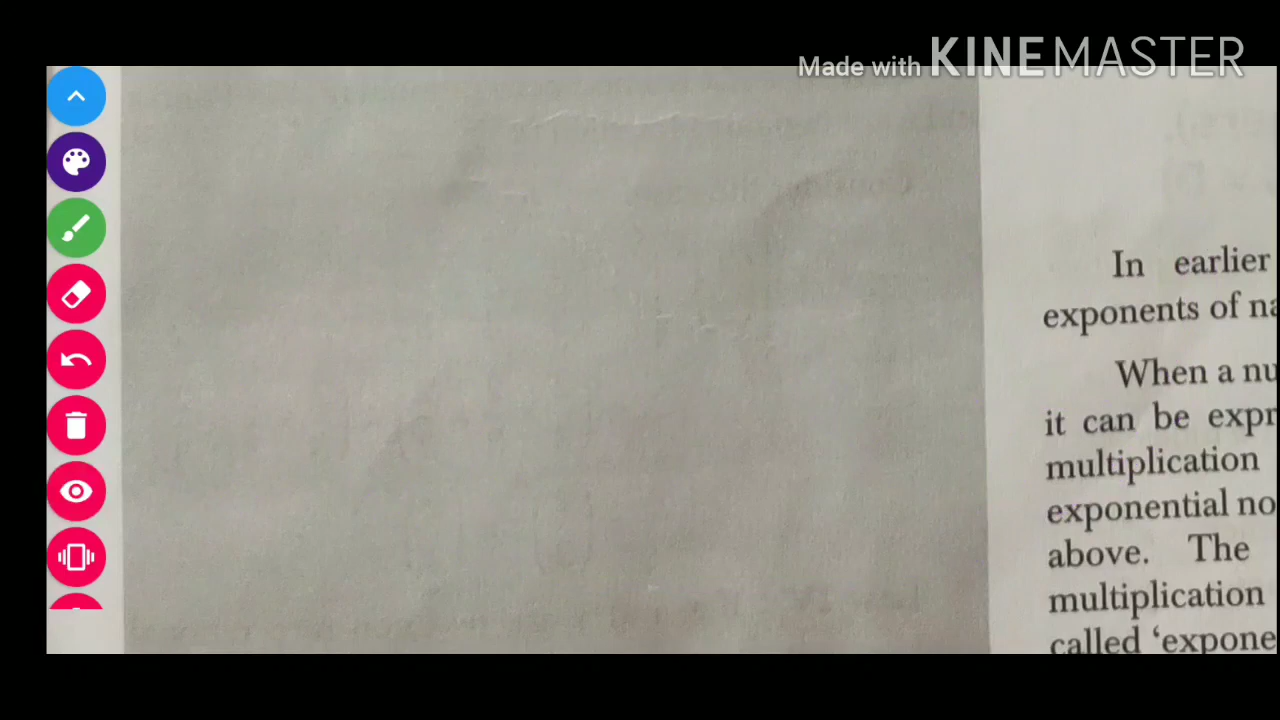 Made with KINEMASTER
In earlier
exponents of na
When a nu
it can be expr
multiplication
exponential no
above. The
multiplication
called ‘expone